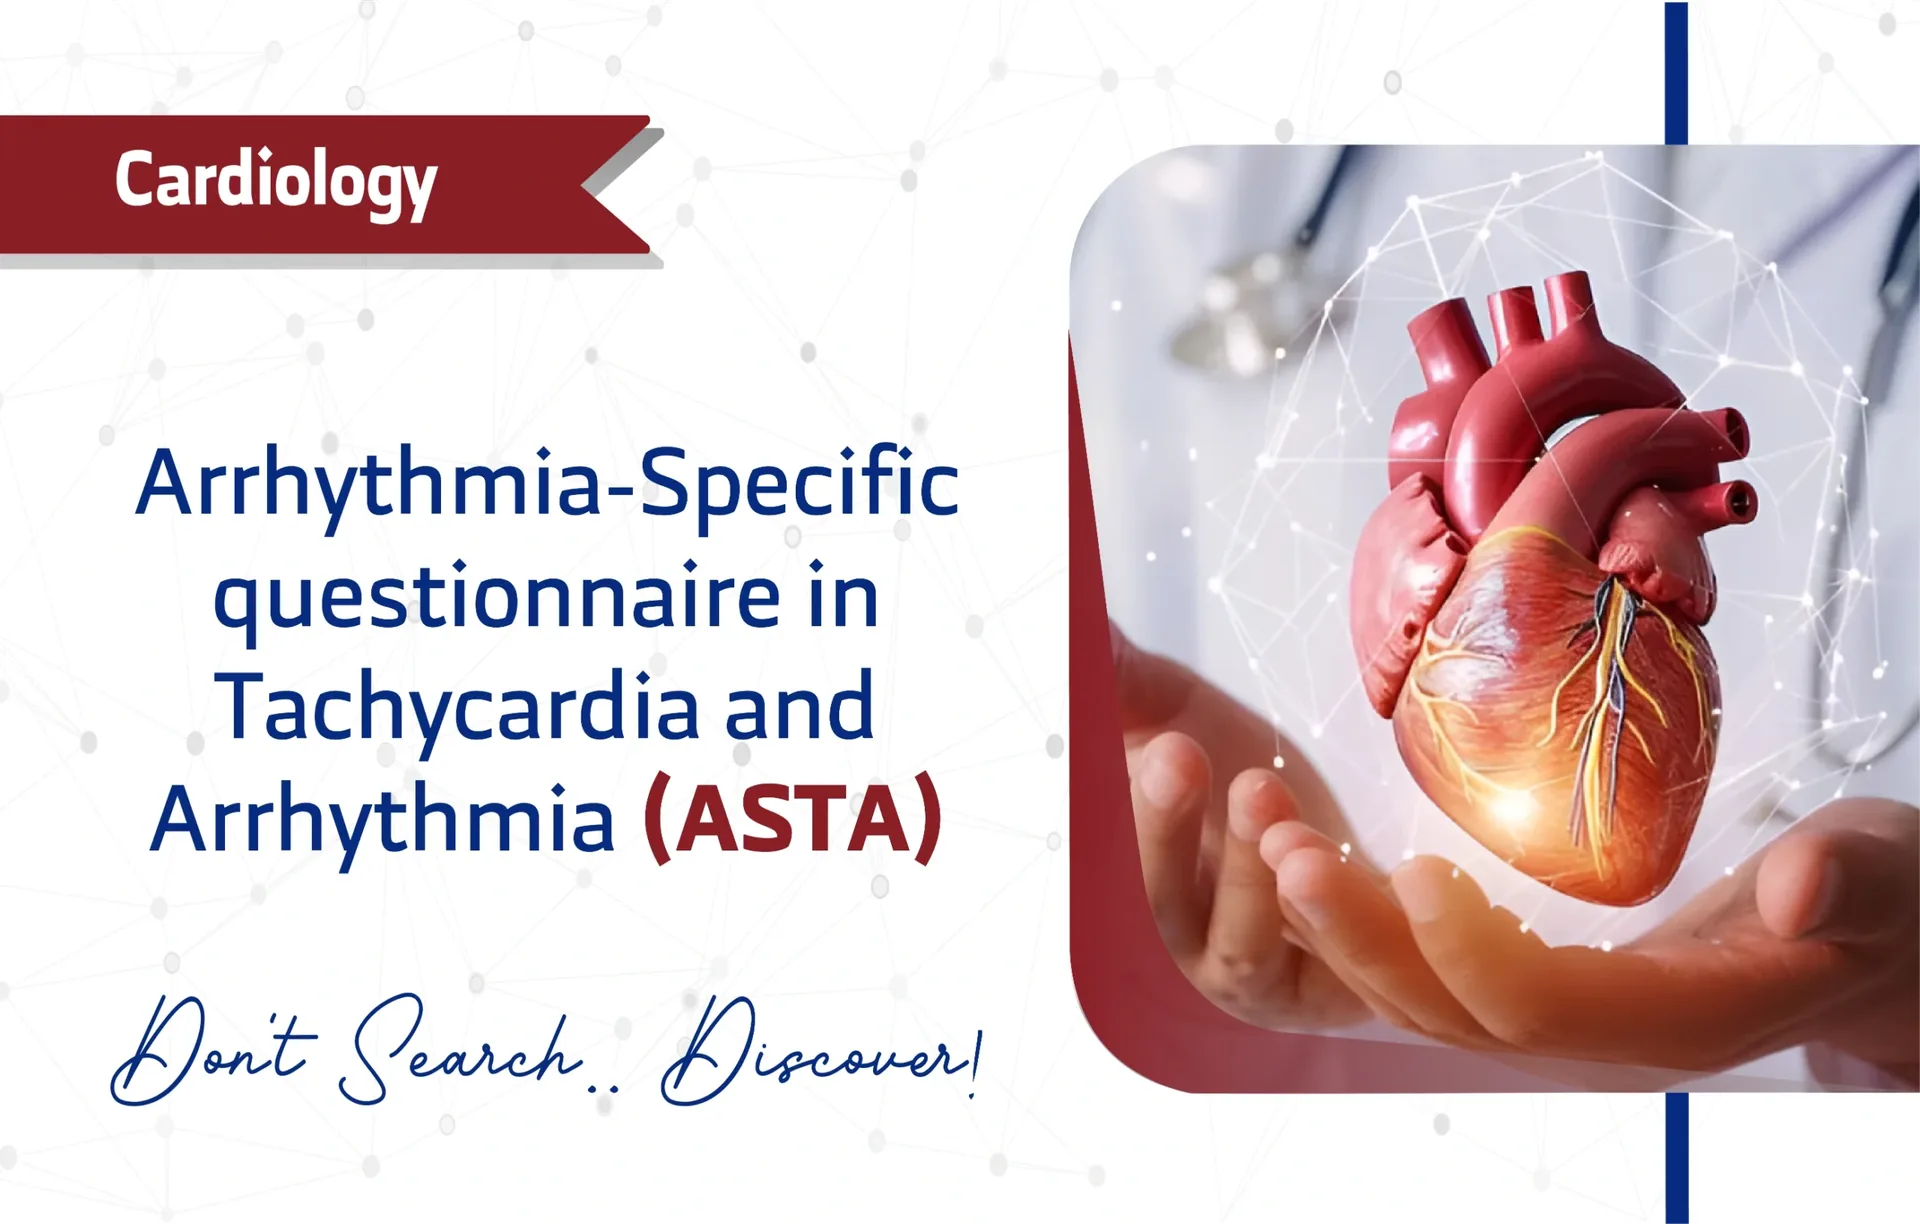 Cardiology
Arrhythmia-Specific
questionnaire in
Tachycardia and
Arrhythmia (ASTA)
Don't Search.. Discover!